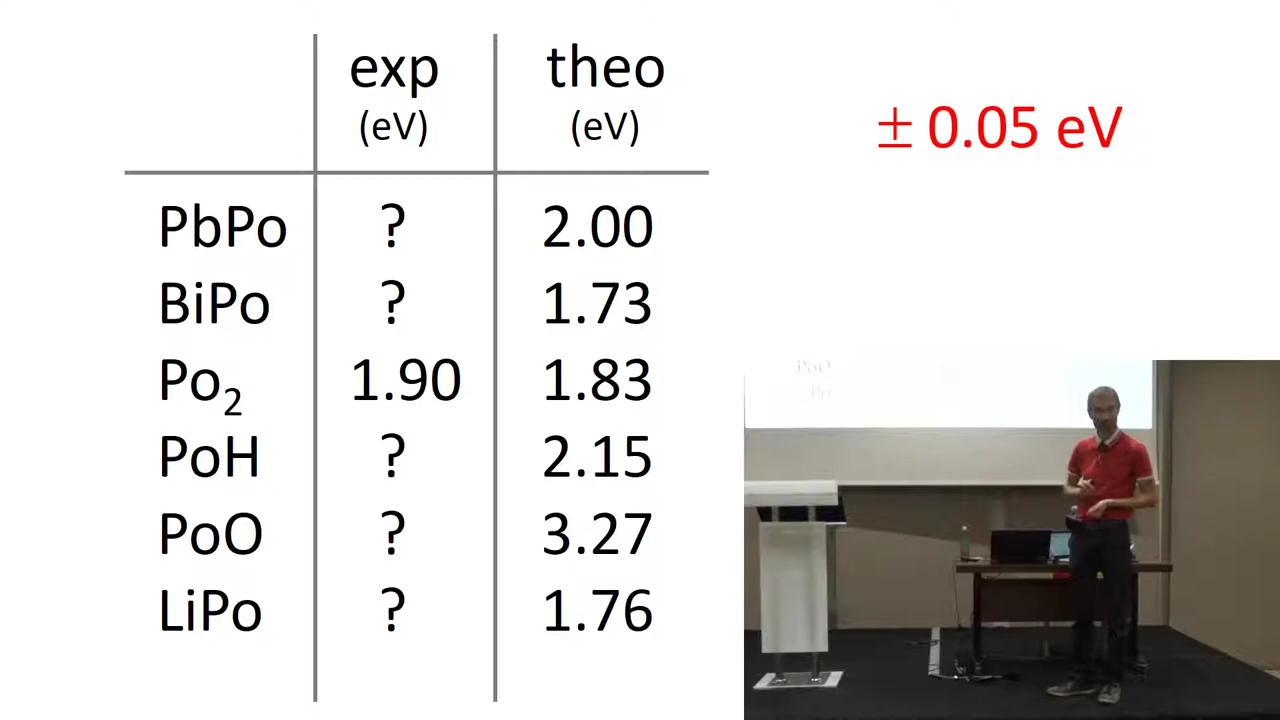 exp theo
(eV) (eV)
± 0.05 eV
PbPo ? 2.00
BiPo ? 1.73
Po₂ 1.90 1.83
PoH ? 2.15
PoO ? 3.27
LiPo ? 1.76
PoO